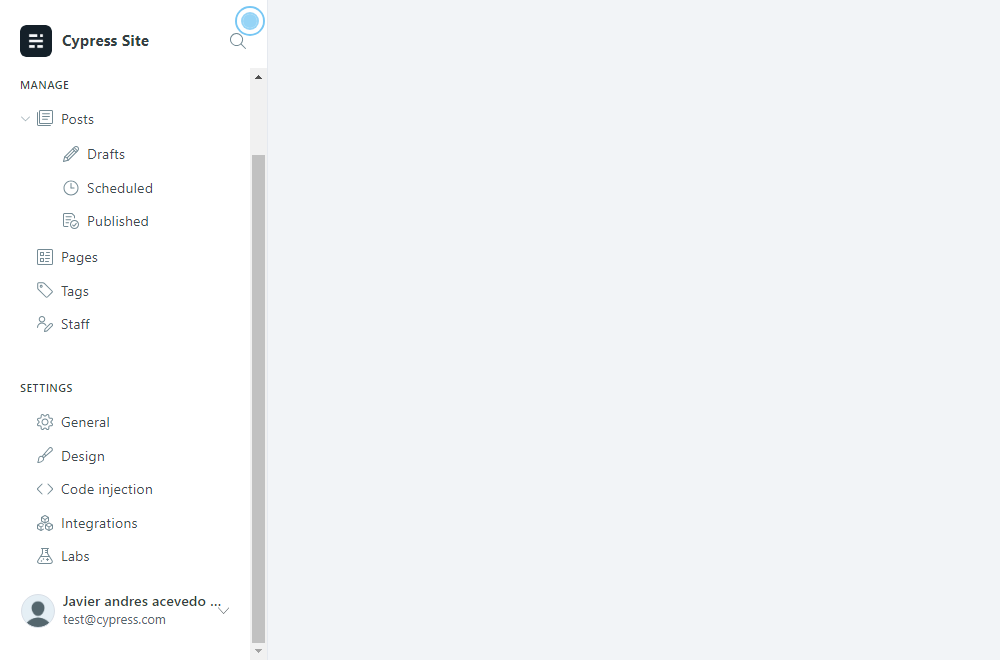 Cypress Site
MANAGE
Posts
Drafts
Scheduled
Published
Pages
Tags
Staff
SETTINGS
General
Design
Code injection
Integrations
Labs
Javier andres acevedo ...
test@cypress.com